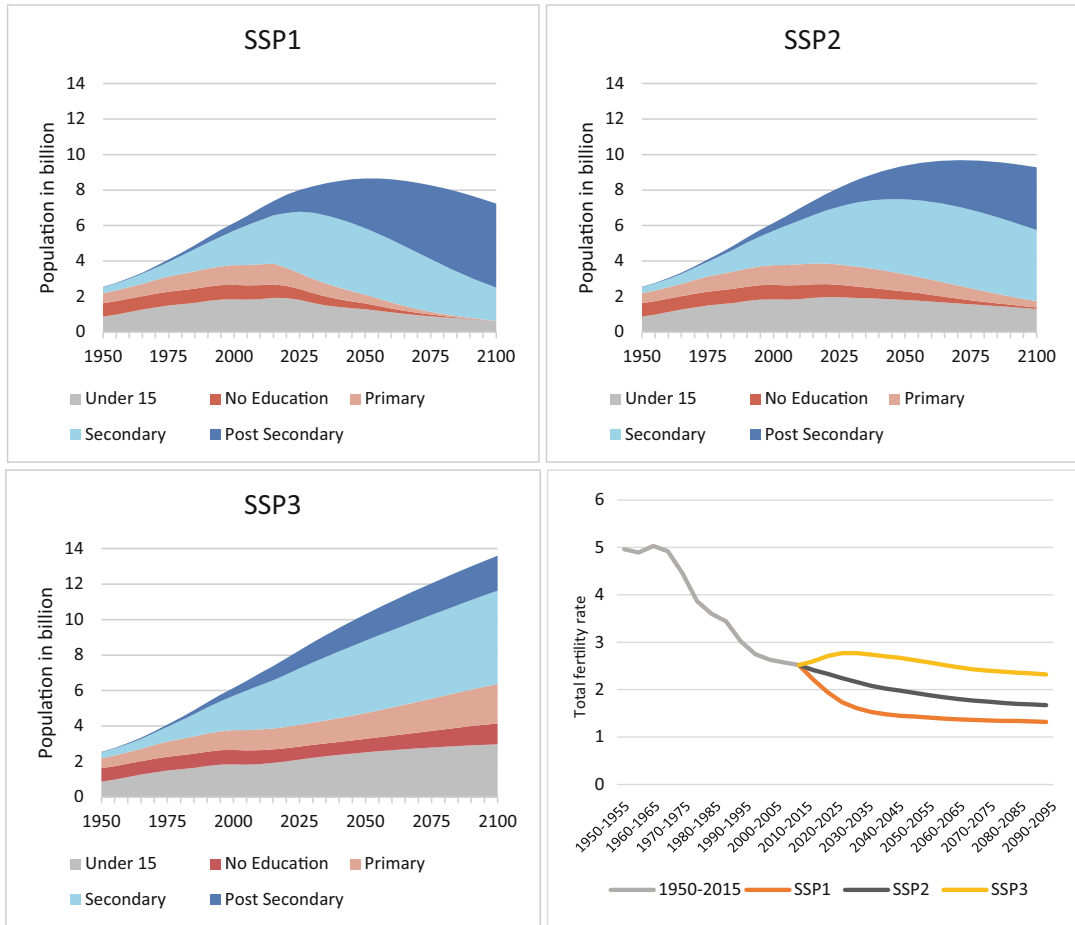 SSP1
Population in billion
14
12
10
8
6
4
2
0
1950 1975 2000 2025 2050 2075 2100
Under 15 No Education Primary
Secondary Post Secondary
SSP2
Population in billion
14
12
10
8
6
4
2
0
1950 1975 2000 2025 2050 2075 2100
Under 15 No Education Primary
Secondary Post Secondary
SSP3
Population in billion
14
12
10
8
6
4
2
0
1950 1975 2000 2025 2050 2075 2100
Under 15 No Education Primary
Secondary Post Secondary
Total fertility rate
6
5
4
3
2
1
0
1950-1955 1960-1965 1970-1975 1980-1985 1990-1995 2000-2005 2010-2015 2020-2025 2030-2035 2040-2045 2050-2055 2060-2065 2070-2075 2080-2085 2090-2095
1950-2015 SSP1 SSP2 SSP3